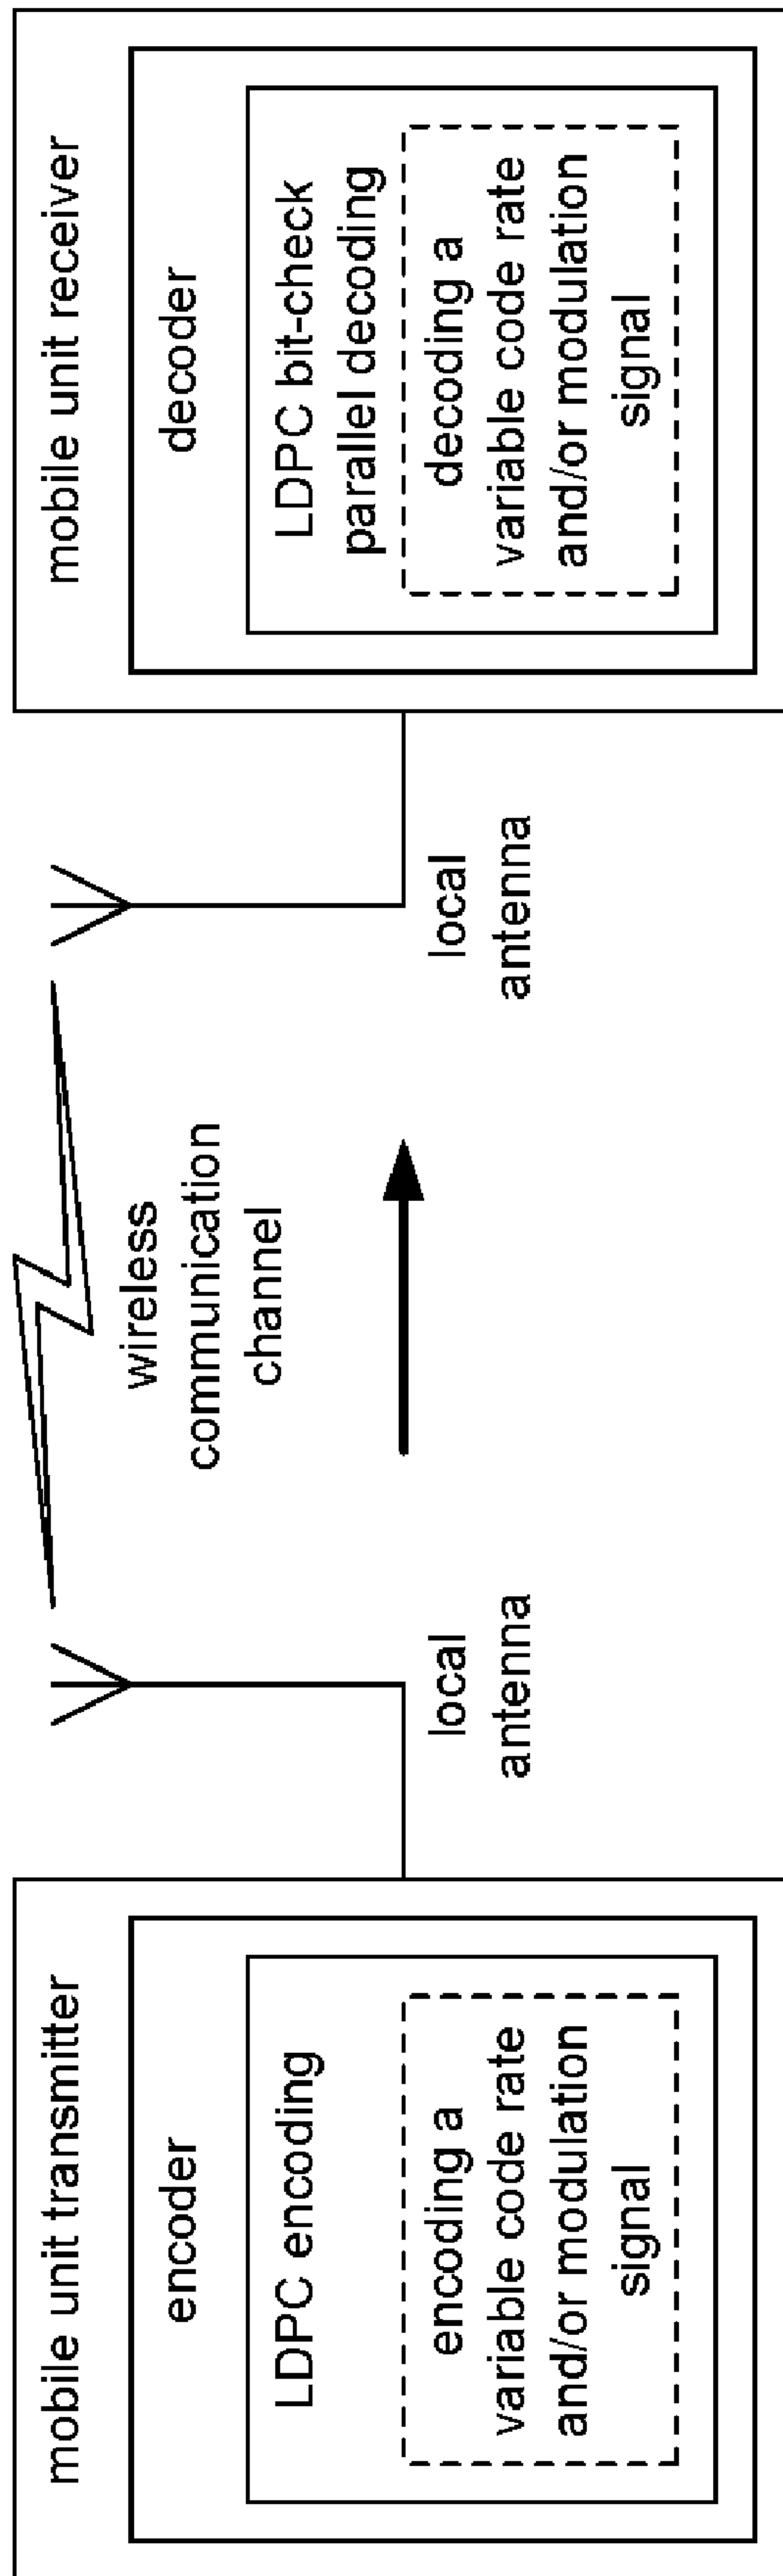 mobile unit transmitter
encoder
LDPC encoding
encoding a
variable code rate
and/or modulation
signal
local
antenna
wireless
communication
channel
local
antenna
mobile unit receiver
decoder
LDPC bit-check
parallel decoding
decoding a
variable code rate
and/or modulation
signal